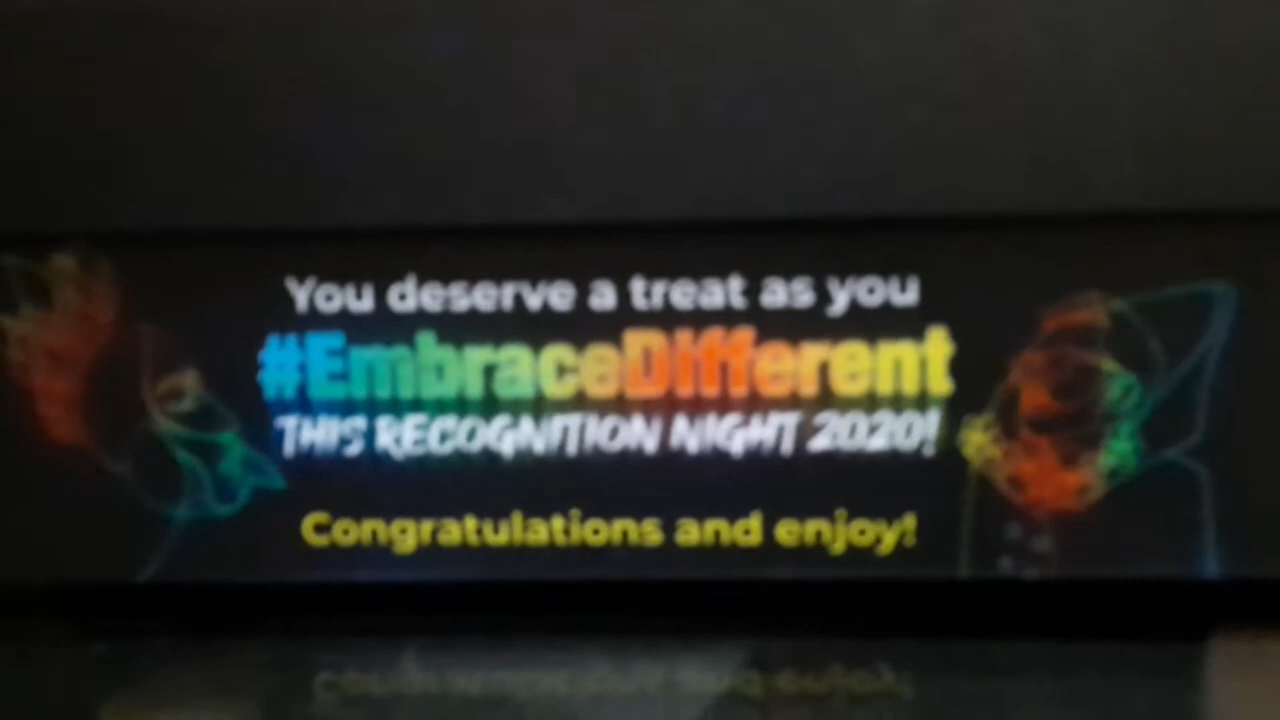 You deserve a treat as you
#EmbraceDifferent
THIS RECOGNITION NIGHT 2020!
Congratulations and enjoy!